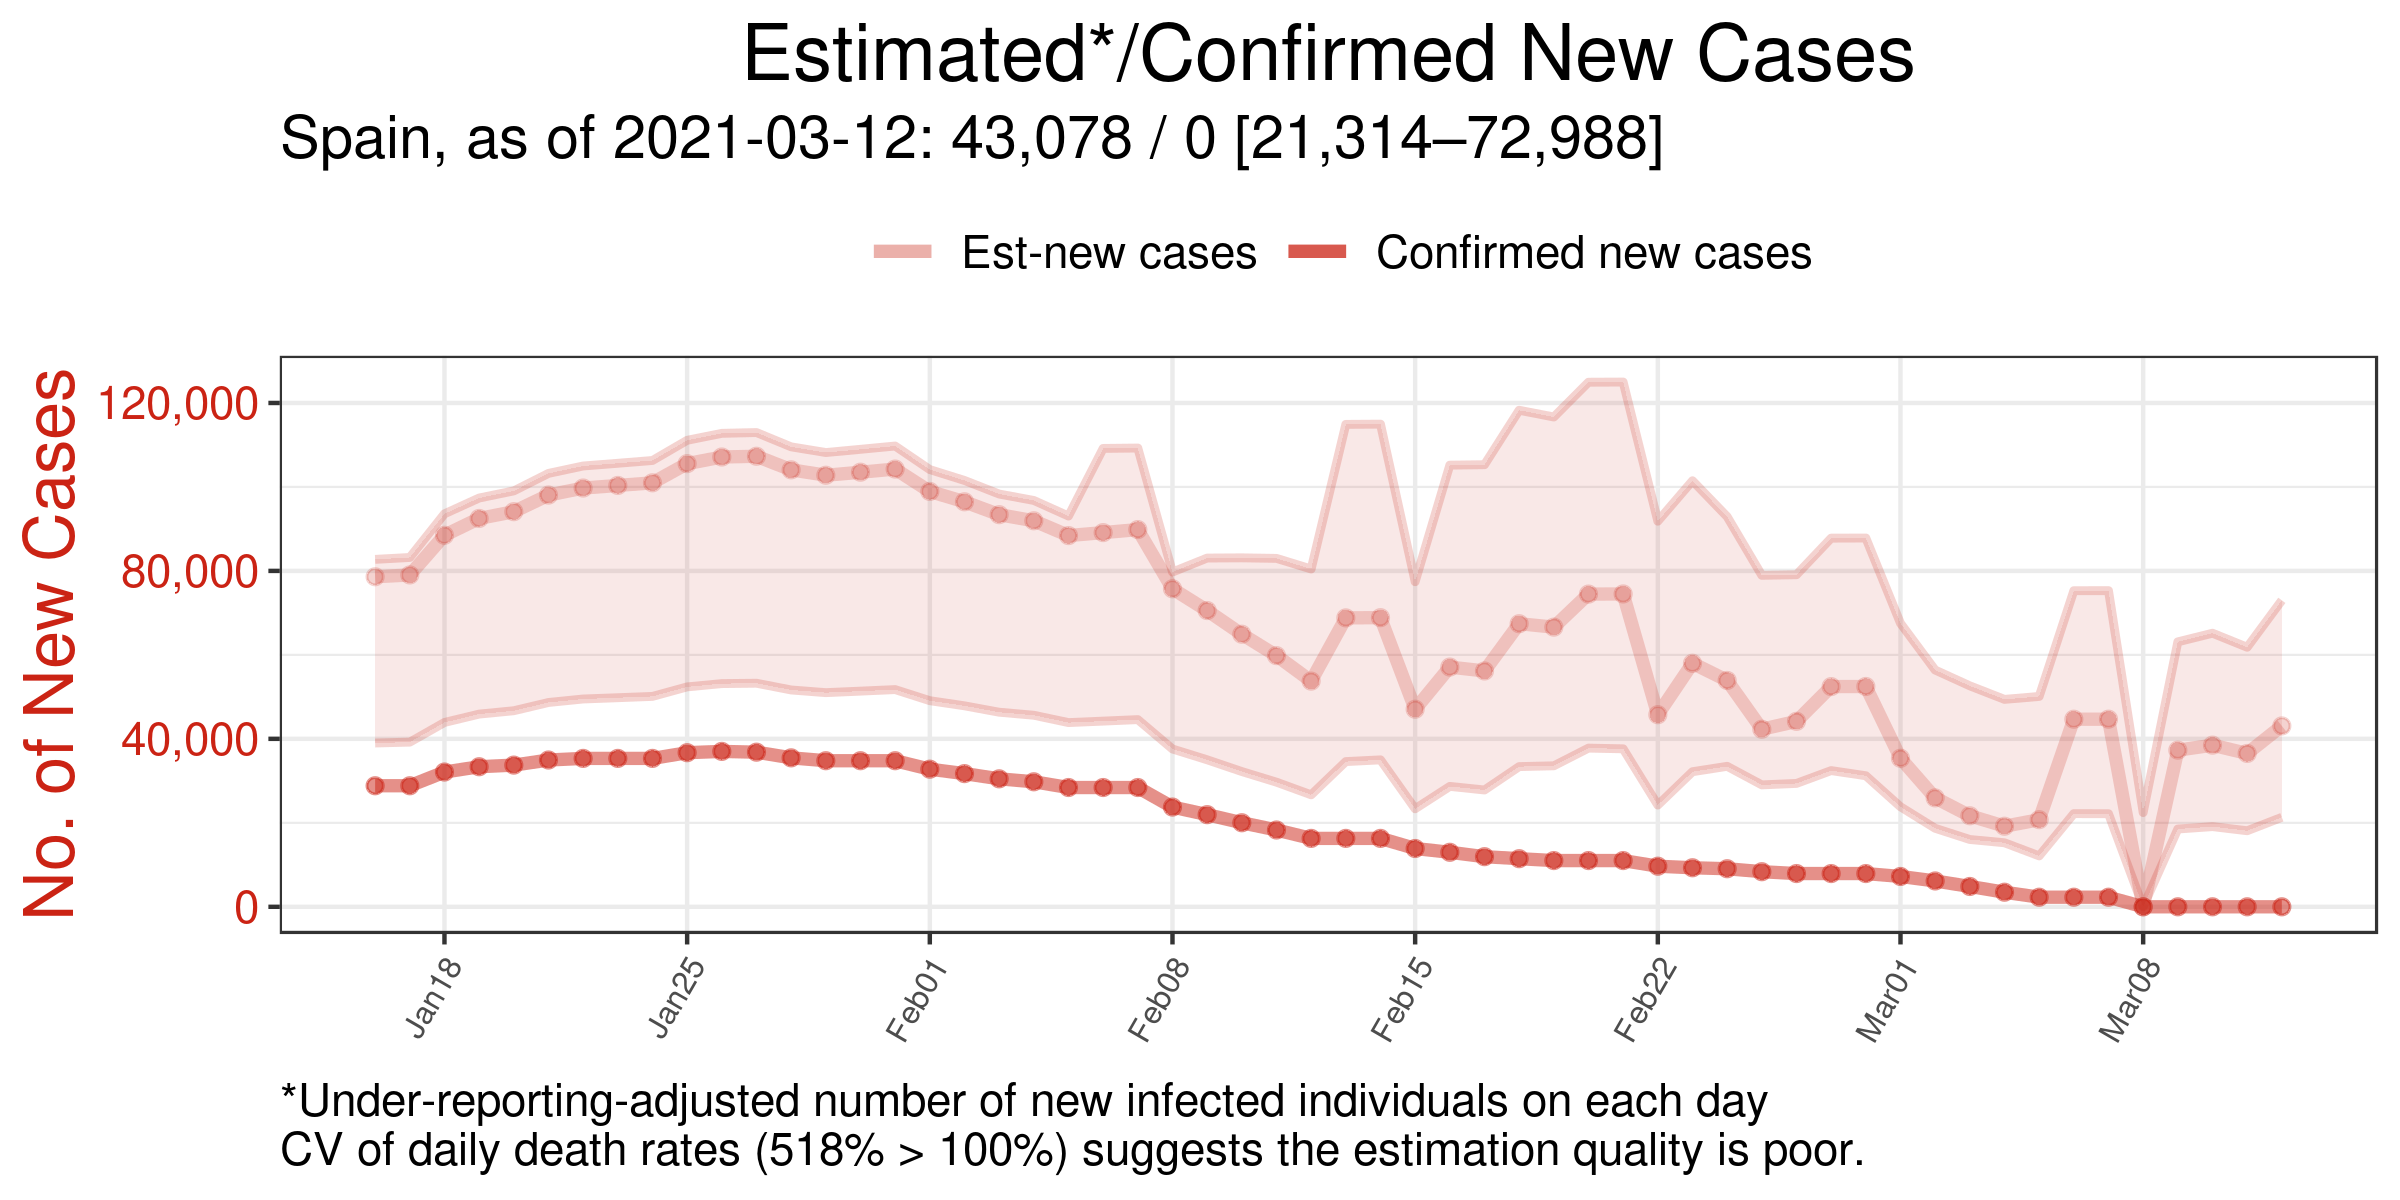 Estimated*/Confirmed New Cases
Spain, as of 2021-03-12: 43,078 / 0 [21,314–72,988]
Est-new cases
Confirmed new cases
No. of New Cases
120,000
80,000
40,000
0
Jan18
Jan25
Feb01
Feb08
Feb15
Feb22
Mar01
Mar08
*Under-reporting-adjusted number of new infected individuals on each day
CV of daily death rates (518% > 100%) suggests the estimation quality is poor.